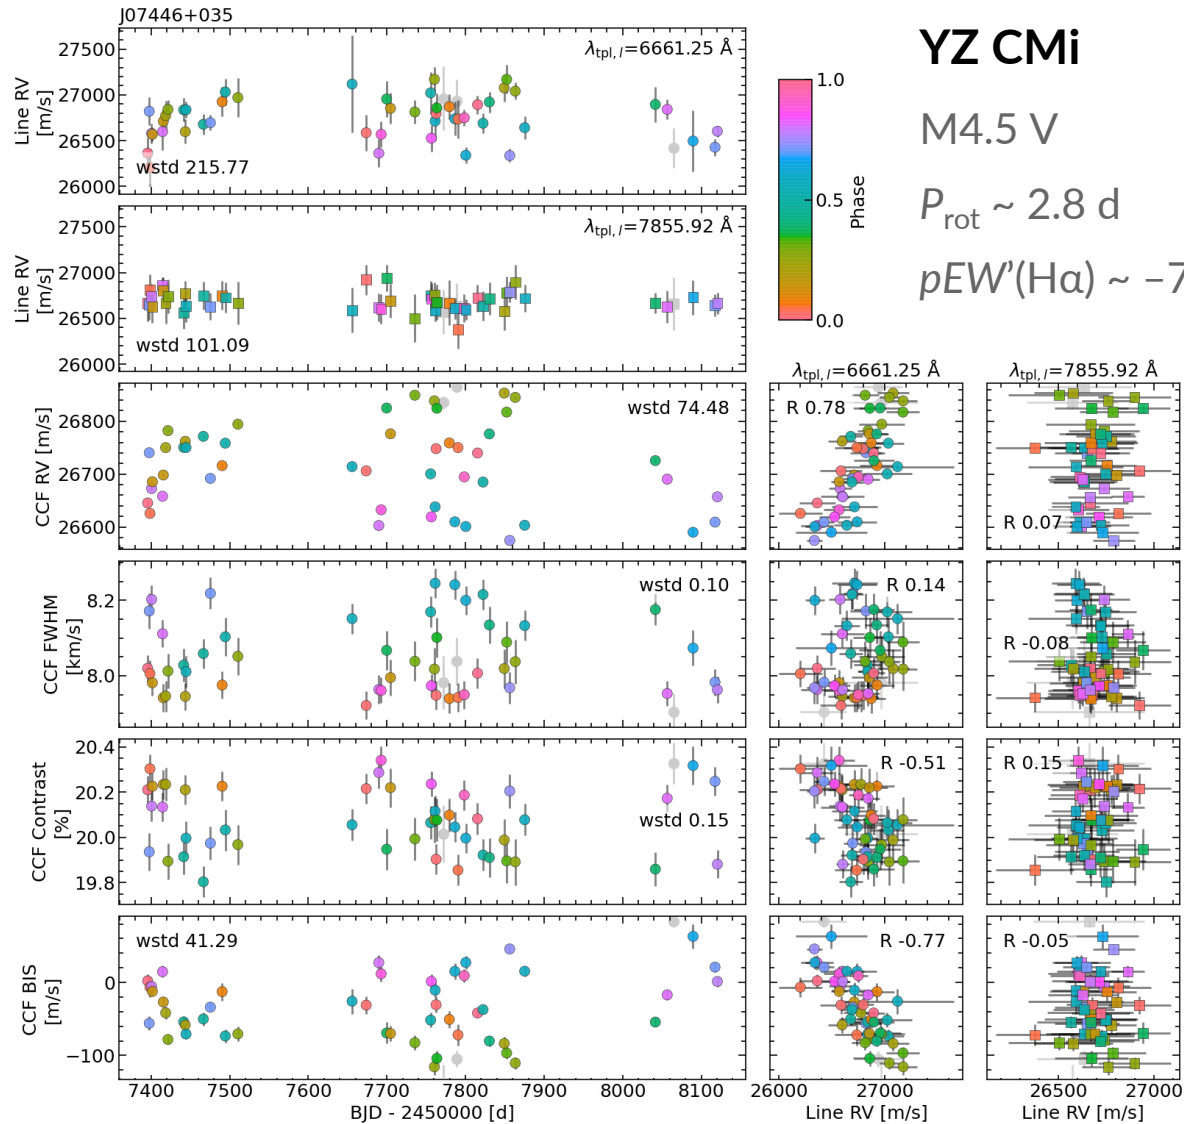 J07446+035
YZ CMi
M4.5 V
Prot ~ 2.8 d
pEW'(Hα) ~ −7
Line RV
[m/s]
27500
27000
26500
26000
λtpl, l=6661.25 Å
wstd 215.77
1.0
0.5
0.0
Phase
Line RV
[m/s]
27500
27000
26500
26000
λtpl, l=7855.92 Å
wstd 101.09
λtpl, l=6661.25 Å
λtpl, l=7855.92 Å
CCF RV [m/s]
26800
26700
26600
wstd 74.48
R 0.78
R 0.07
CCF FWHM
[km/s]
8.2
8.0
wstd 0.10
R 0.14
R -0.08
CCF Contrast
[%]
20.4
20.2
20.0
19.8
wstd 0.15
R -0.51
R 0.15
CCF BIS
[m/s]
0
−100
wstd 41.29
R -0.77
R -0.05
7400 7500 7600 7700 7800 7900 8000 8100
BJD - 2450000 [d]
26000 27000
Line RV [m/s]
26500 27000
Line RV [m/s]